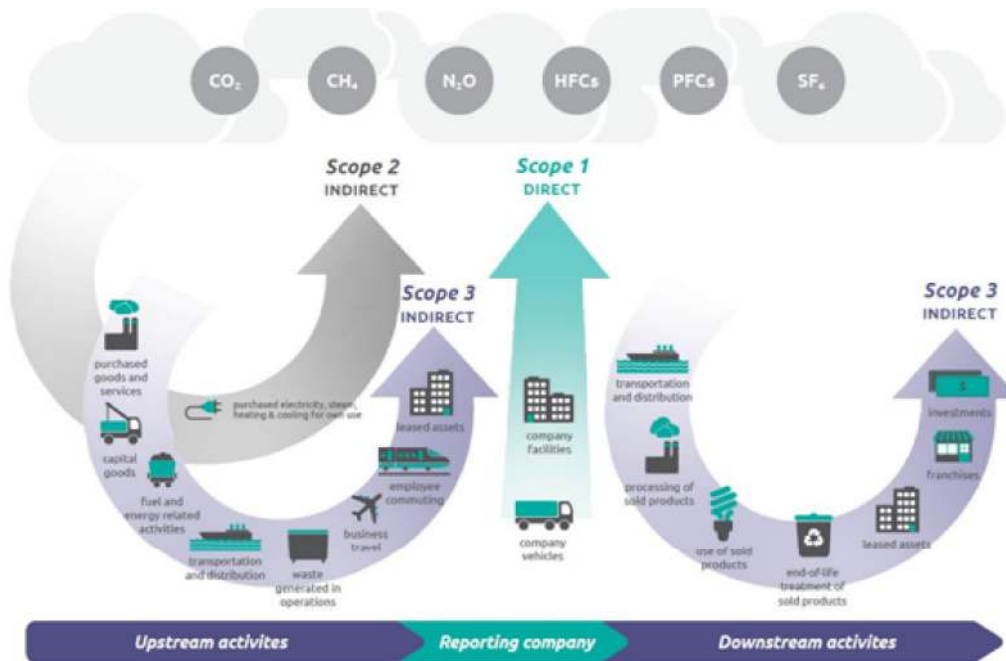 CO₂
CH₄
N₂O
HFCs
PFCs
SF₆
Scope 2
INDIRECT
Scope 1
DIRECT
Scope 3
INDIRECT
Scope 3
INDIRECT
purchased
goods and
services
capital
goods
fuel and
energy related
activities
purchased electricity, steam,
heating & cooling for own use
transportation
and distribution
waste
generated in
operations
business
travel
employee
commuting
leased assets
company
facilities
company
vehicles
transportation
and distribution
processing of
sold products
use of sold
products
end-of-life
treatment of
sold products
leased assets
franchises
investments
$
Upstream activites
Reporting company
Downstream activites